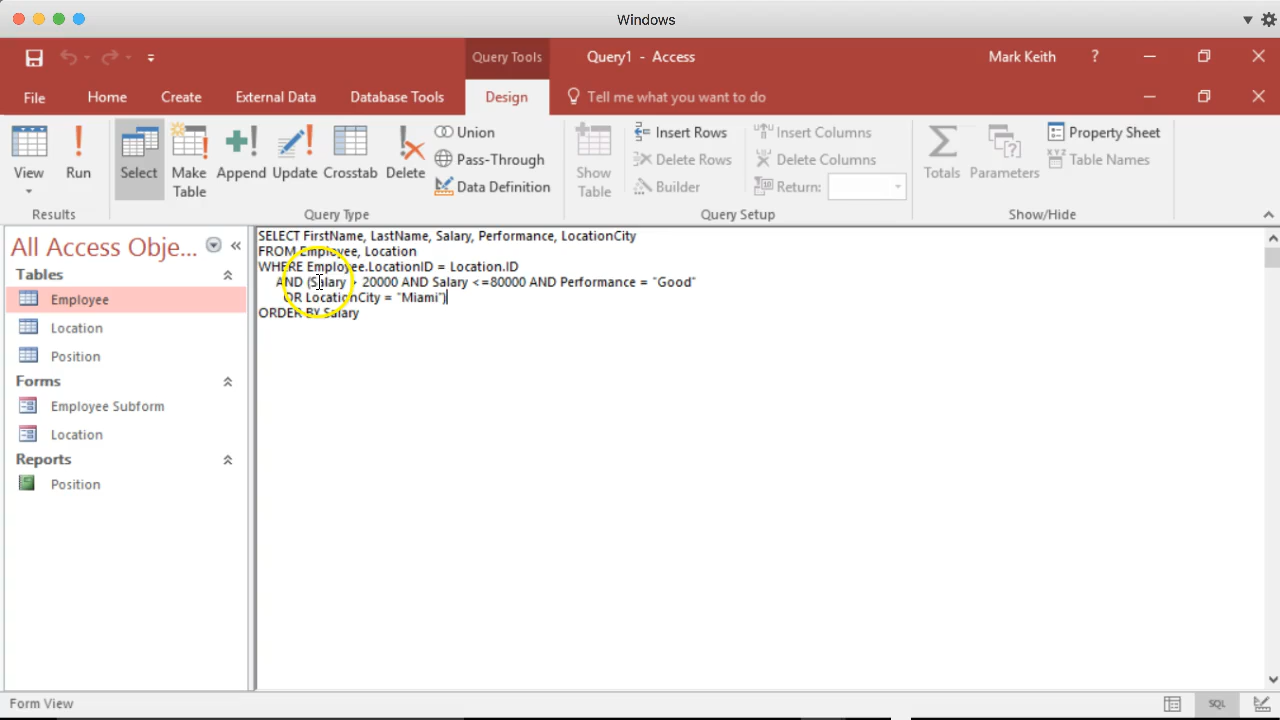 Windows
Query Tools
Query1 - Access
Mark Keith
?
File
Home
Create
External Data
Database Tools
Design
Tell me what you want to do
View
Run
Select
Make Table
Append
Update
Crosstab
Delete
Union
Pass-Through
Data Definition
Show Table
Insert Rows
Delete Rows
Builder
Insert Columns
Delete Columns
Return:
Totals
Parameters
Property Sheet
Table Names
Results
Query Type
Query Setup
Show/Hide
All Access Obje...
Tables
Employee
Location
Position
Forms
Employee Subform
Location
Reports
Position
SELECT FirstName, LastName, Salary, Performance, LocationCity
FROM Employee, Location
WHERE Employee.LocationID = Location.ID
AND (Salary > 20000 AND Salary <=80000 AND Performance = "Good"
OR LocationCity = "Miami")
ORDER BY Salary
Form View
SQL